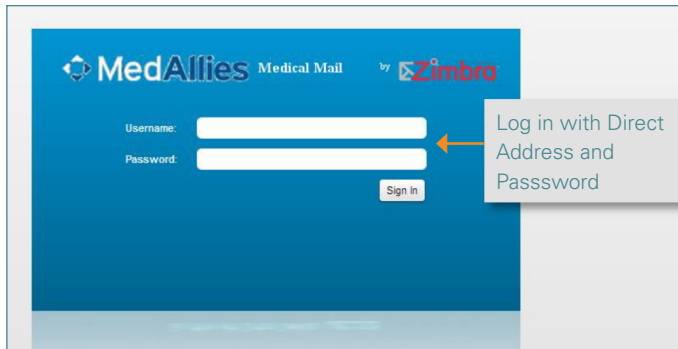 MedAllies Medical Mail by Zimbra
Username:
Log in with Direct
Address and
Passsword
Password:
Sign In